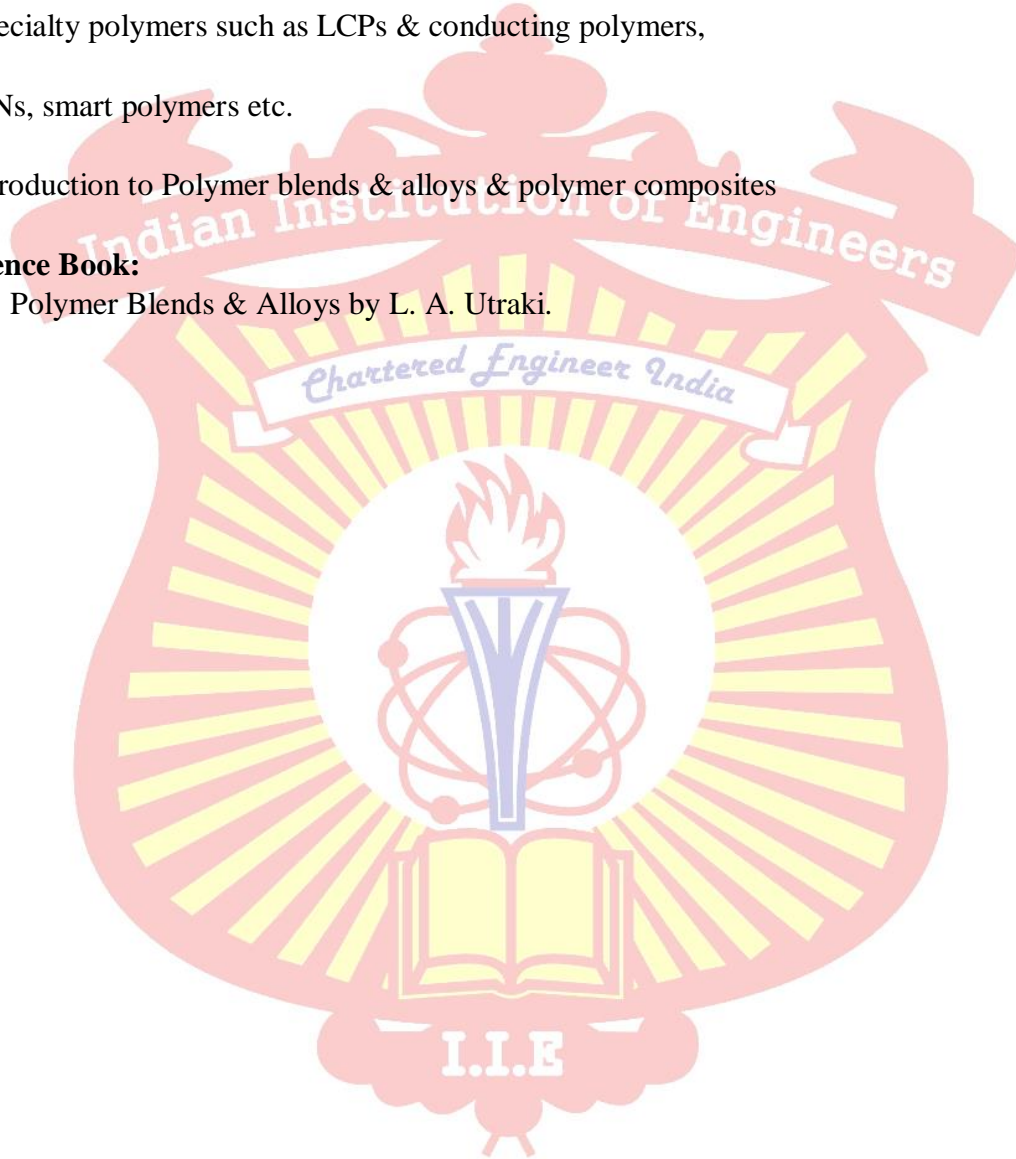 ecialty polymers such as LCPs & conducting polymers,
Ns, smart polymers etc.
roduction to Polymer blends & alloys & polymer composites
Indian Institution of Engineers
ence Book:
Polymer Blends & Alloys by L. A. Utraki.
Chartered Engineer India
I.I.E